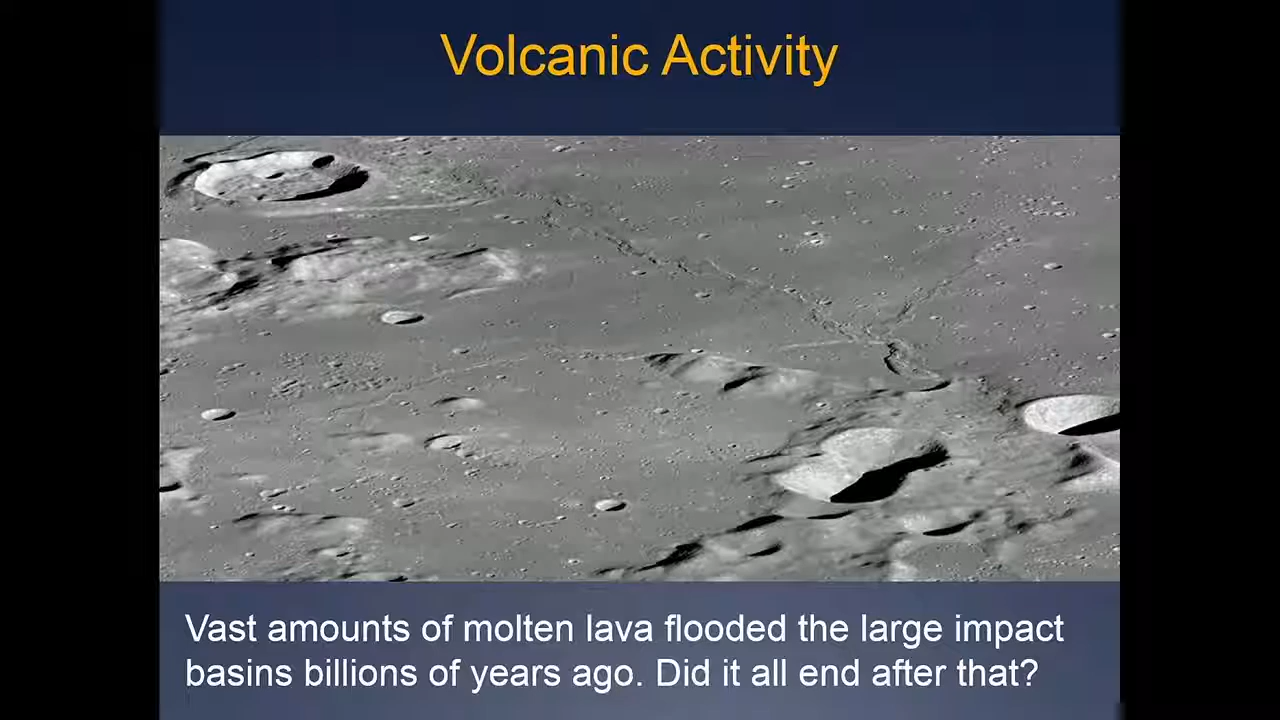 Volcanic Activity
Vast amounts of molten lava flooded the large impact
basins billions of years ago. Did it all end after that?